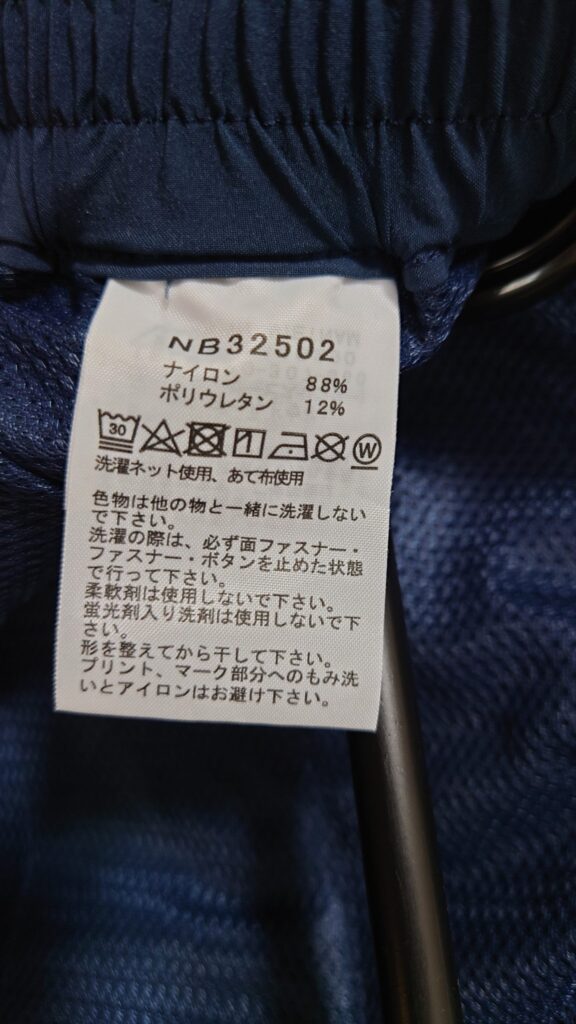 NB32502
ナイロン 88%
ポリウレタン 12%
30 W
洗濯ネット使用、あて布使用
色物は他の物と一緒に洗濯しない
で下さい。
洗濯の際は、必ず面ファスナー・
ファスナー・ボタンを止めた状態
で行って下さい。
柔軟剤は使用しないで下さい。
蛍光剤入り洗剤は使用しないで下
さい。
形を整えてから干して下さい。
プリント、マーク部分へのもみ洗
いとアイロンはお避け下さい。